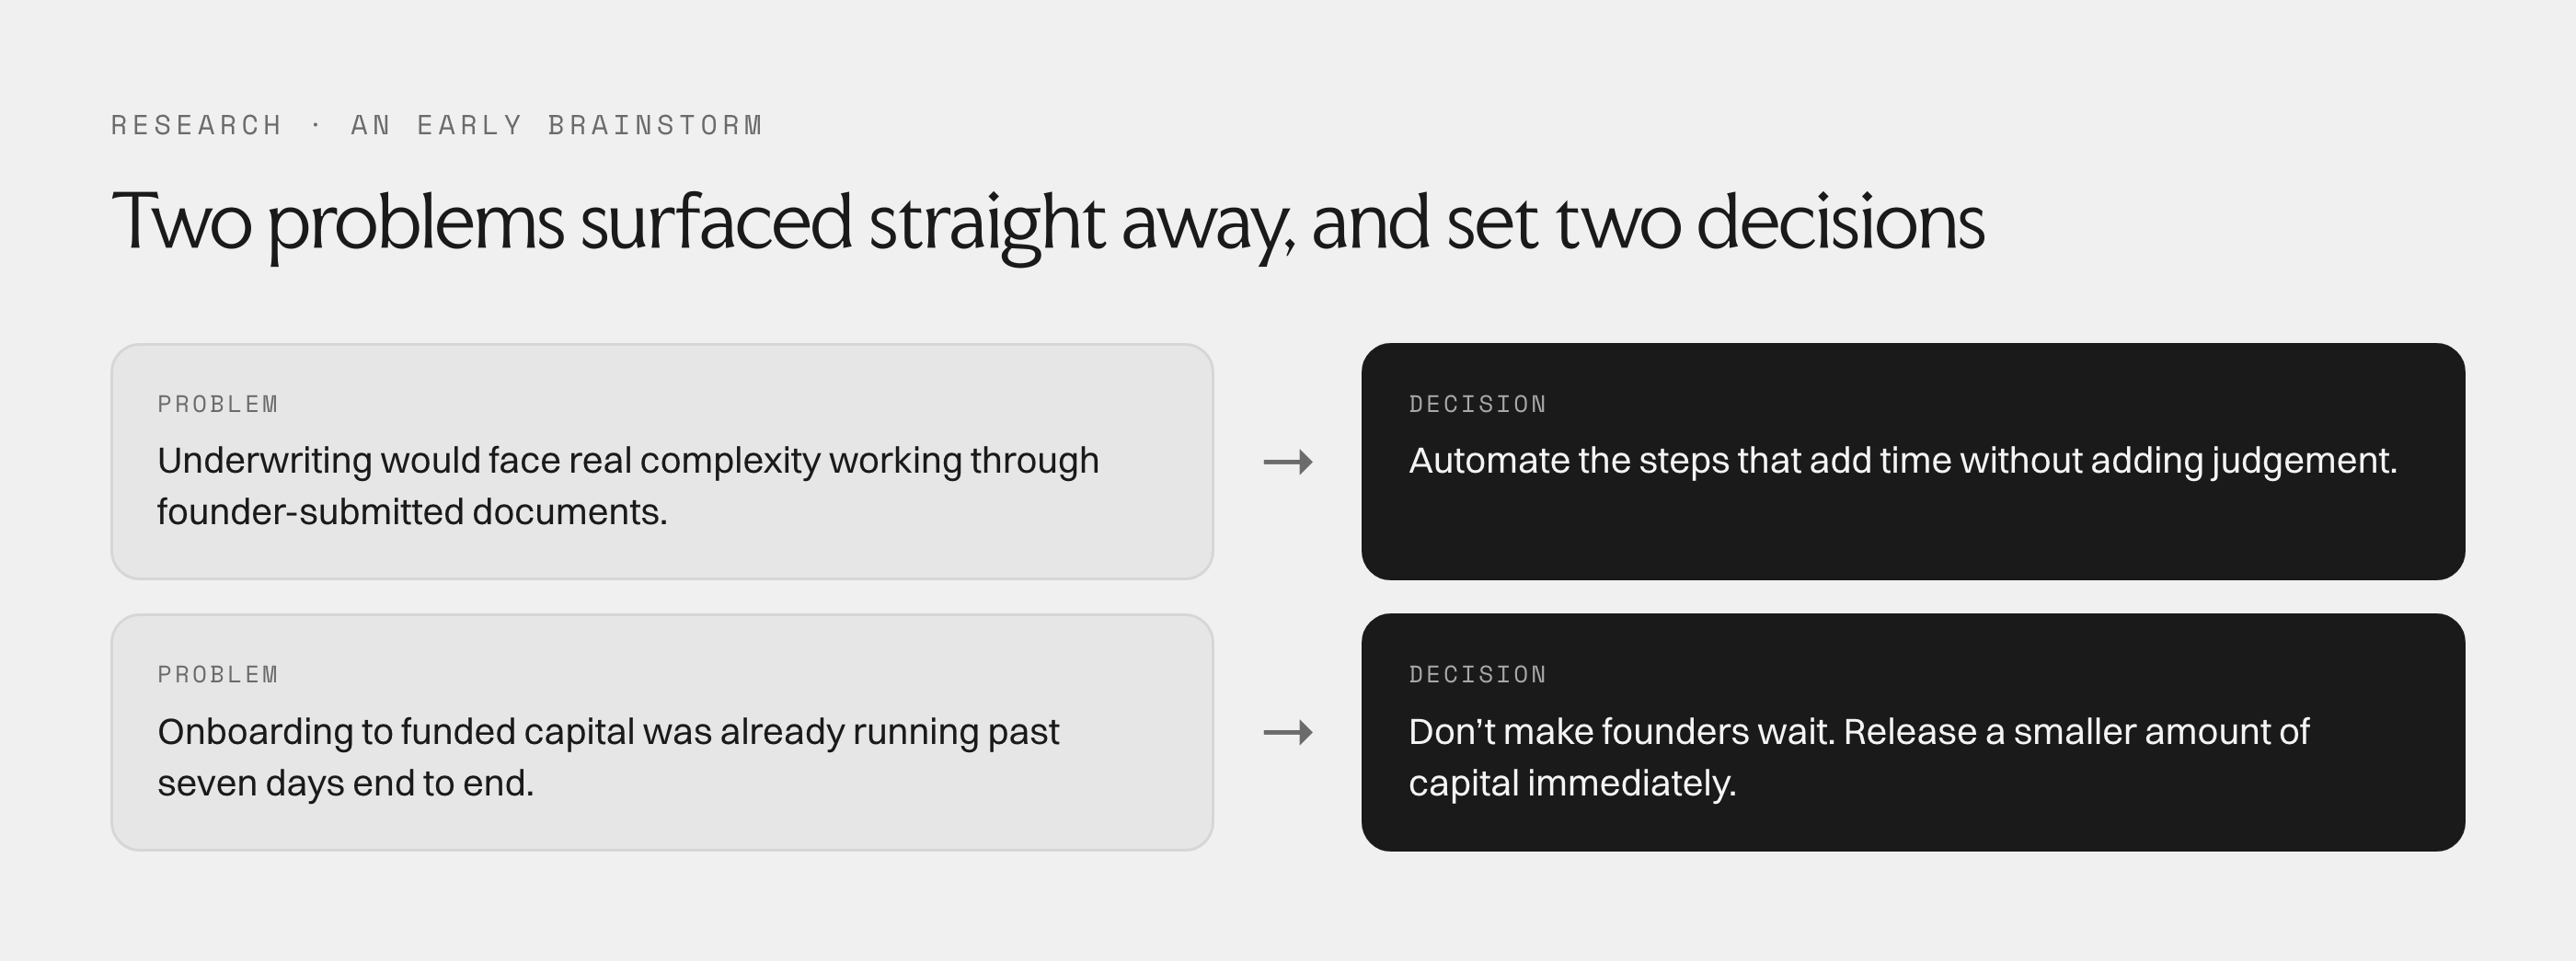 RESEARCH · AN EARLY BRAINSTORM
Two problems surfaced straight away, and set two decisions
PROBLEM
Underwriting would face real complexity working through
founder-submitted documents.
DECISION
Automate the steps that add time without adding judgement.
PROBLEM
Onboarding to funded capital was already running past
seven days end to end.
DECISION
Don’t make founders wait. Release a smaller amount of
capital immediately.